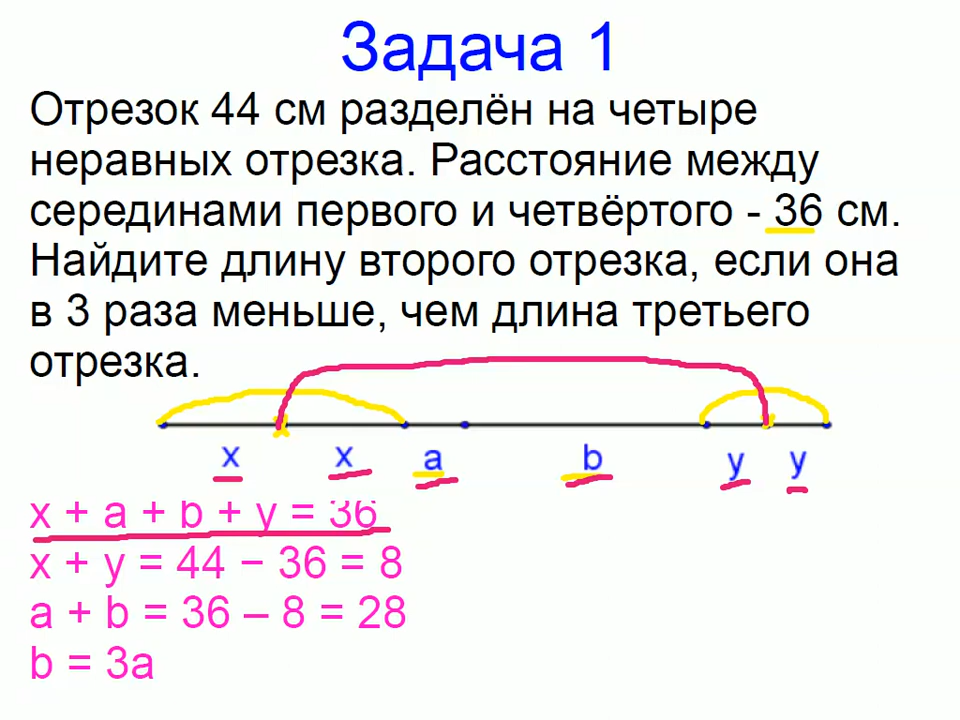 Задача 1
Отрезок 44 см разделён на четыре
неравных отрезка. Расстояние между
серединами первого и четвёртого - 36 см.
Найдите длину второго отрезка, если она
в 3 раза меньше, чем длина третьего
отрезка.
x x a b y y
x + a + b + y = 36
x + y = 44 − 36 = 8
a + b = 36 – 8 = 28
b = 3a